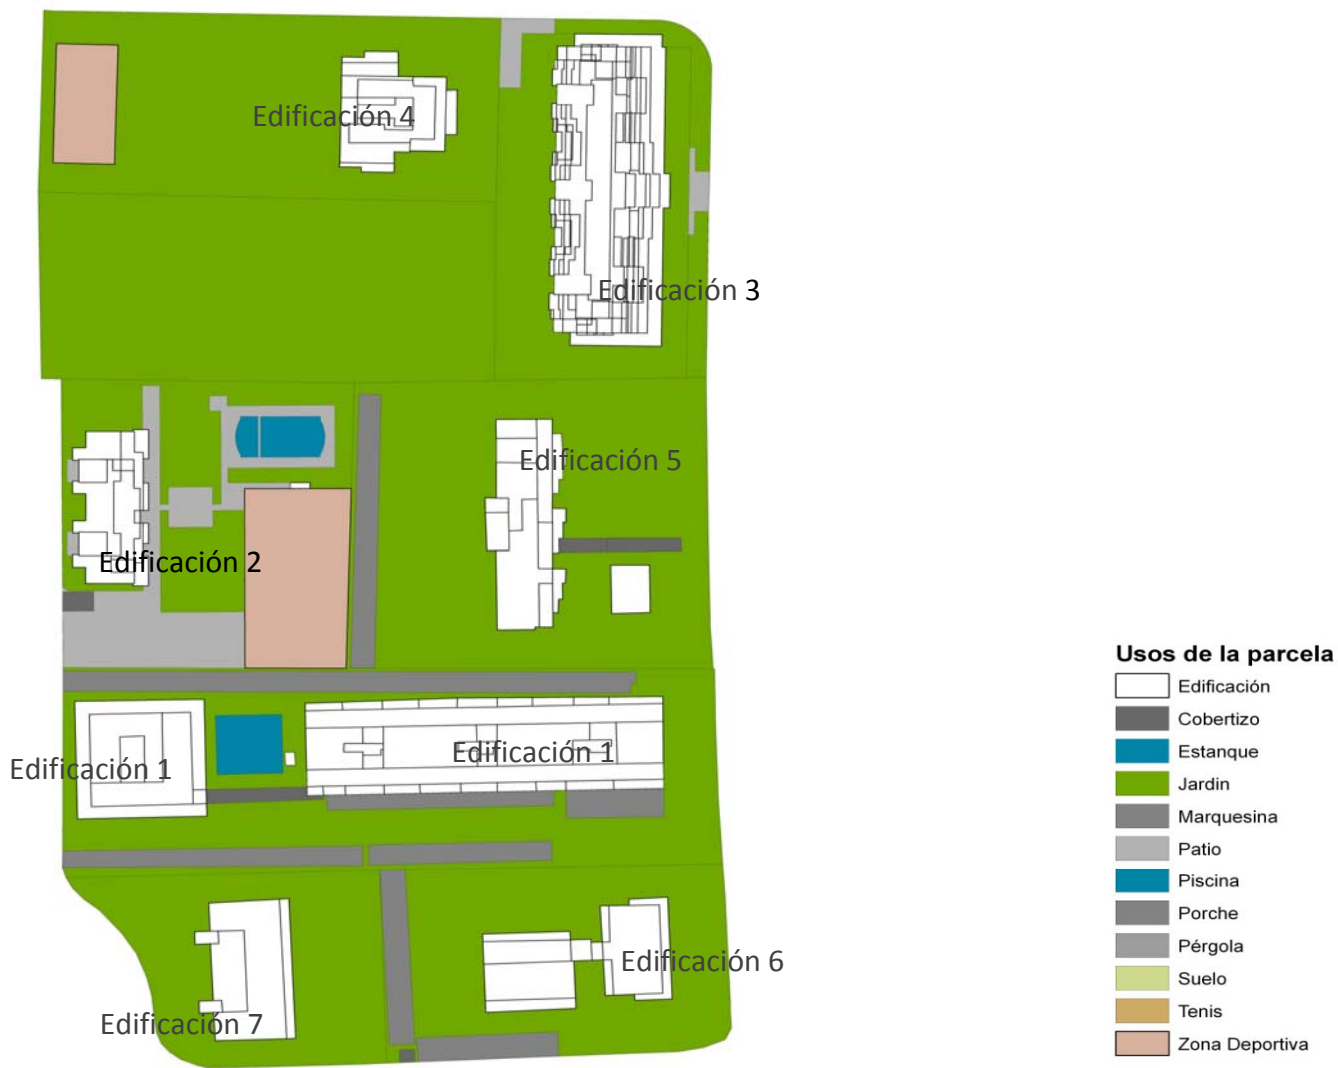 Edificación 4
Edificación 3
Edificación 5
Edificación 2
Edificación 1
Edificación 1
Edificación 6
Edificación 7
Usos de la parcela
Edificación
Cobertizo
Estanque
Jardin
Marquesina
Patio
Piscina
Porche
Pérgola
Suelo
Tenis
Zona Deportiva